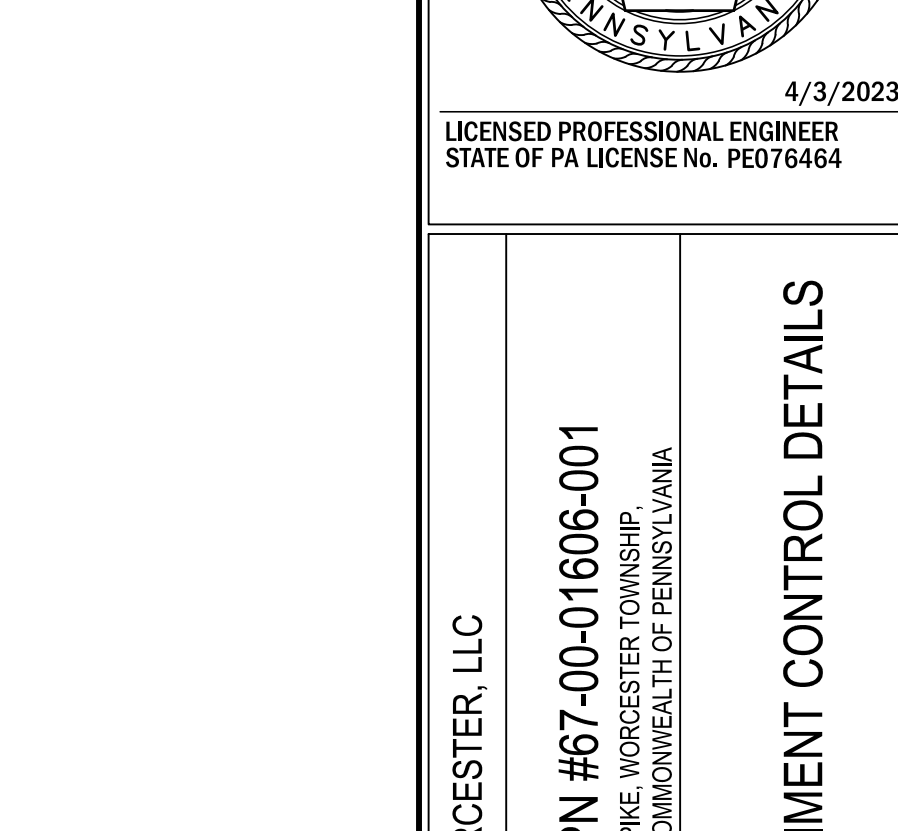 NNSYLVAN
4/3/2023
LICENSED PROFESSIONAL ENGINEER
STATE OF PA LICENSE No. PE076464
RCESTER, LLC
PN #67-00-01606-001
PIKE, WORCESTER TOWNSHIP,
OMMONWEALTH OF PENNSYLVANIA
IMENT CONTROL DETAILS